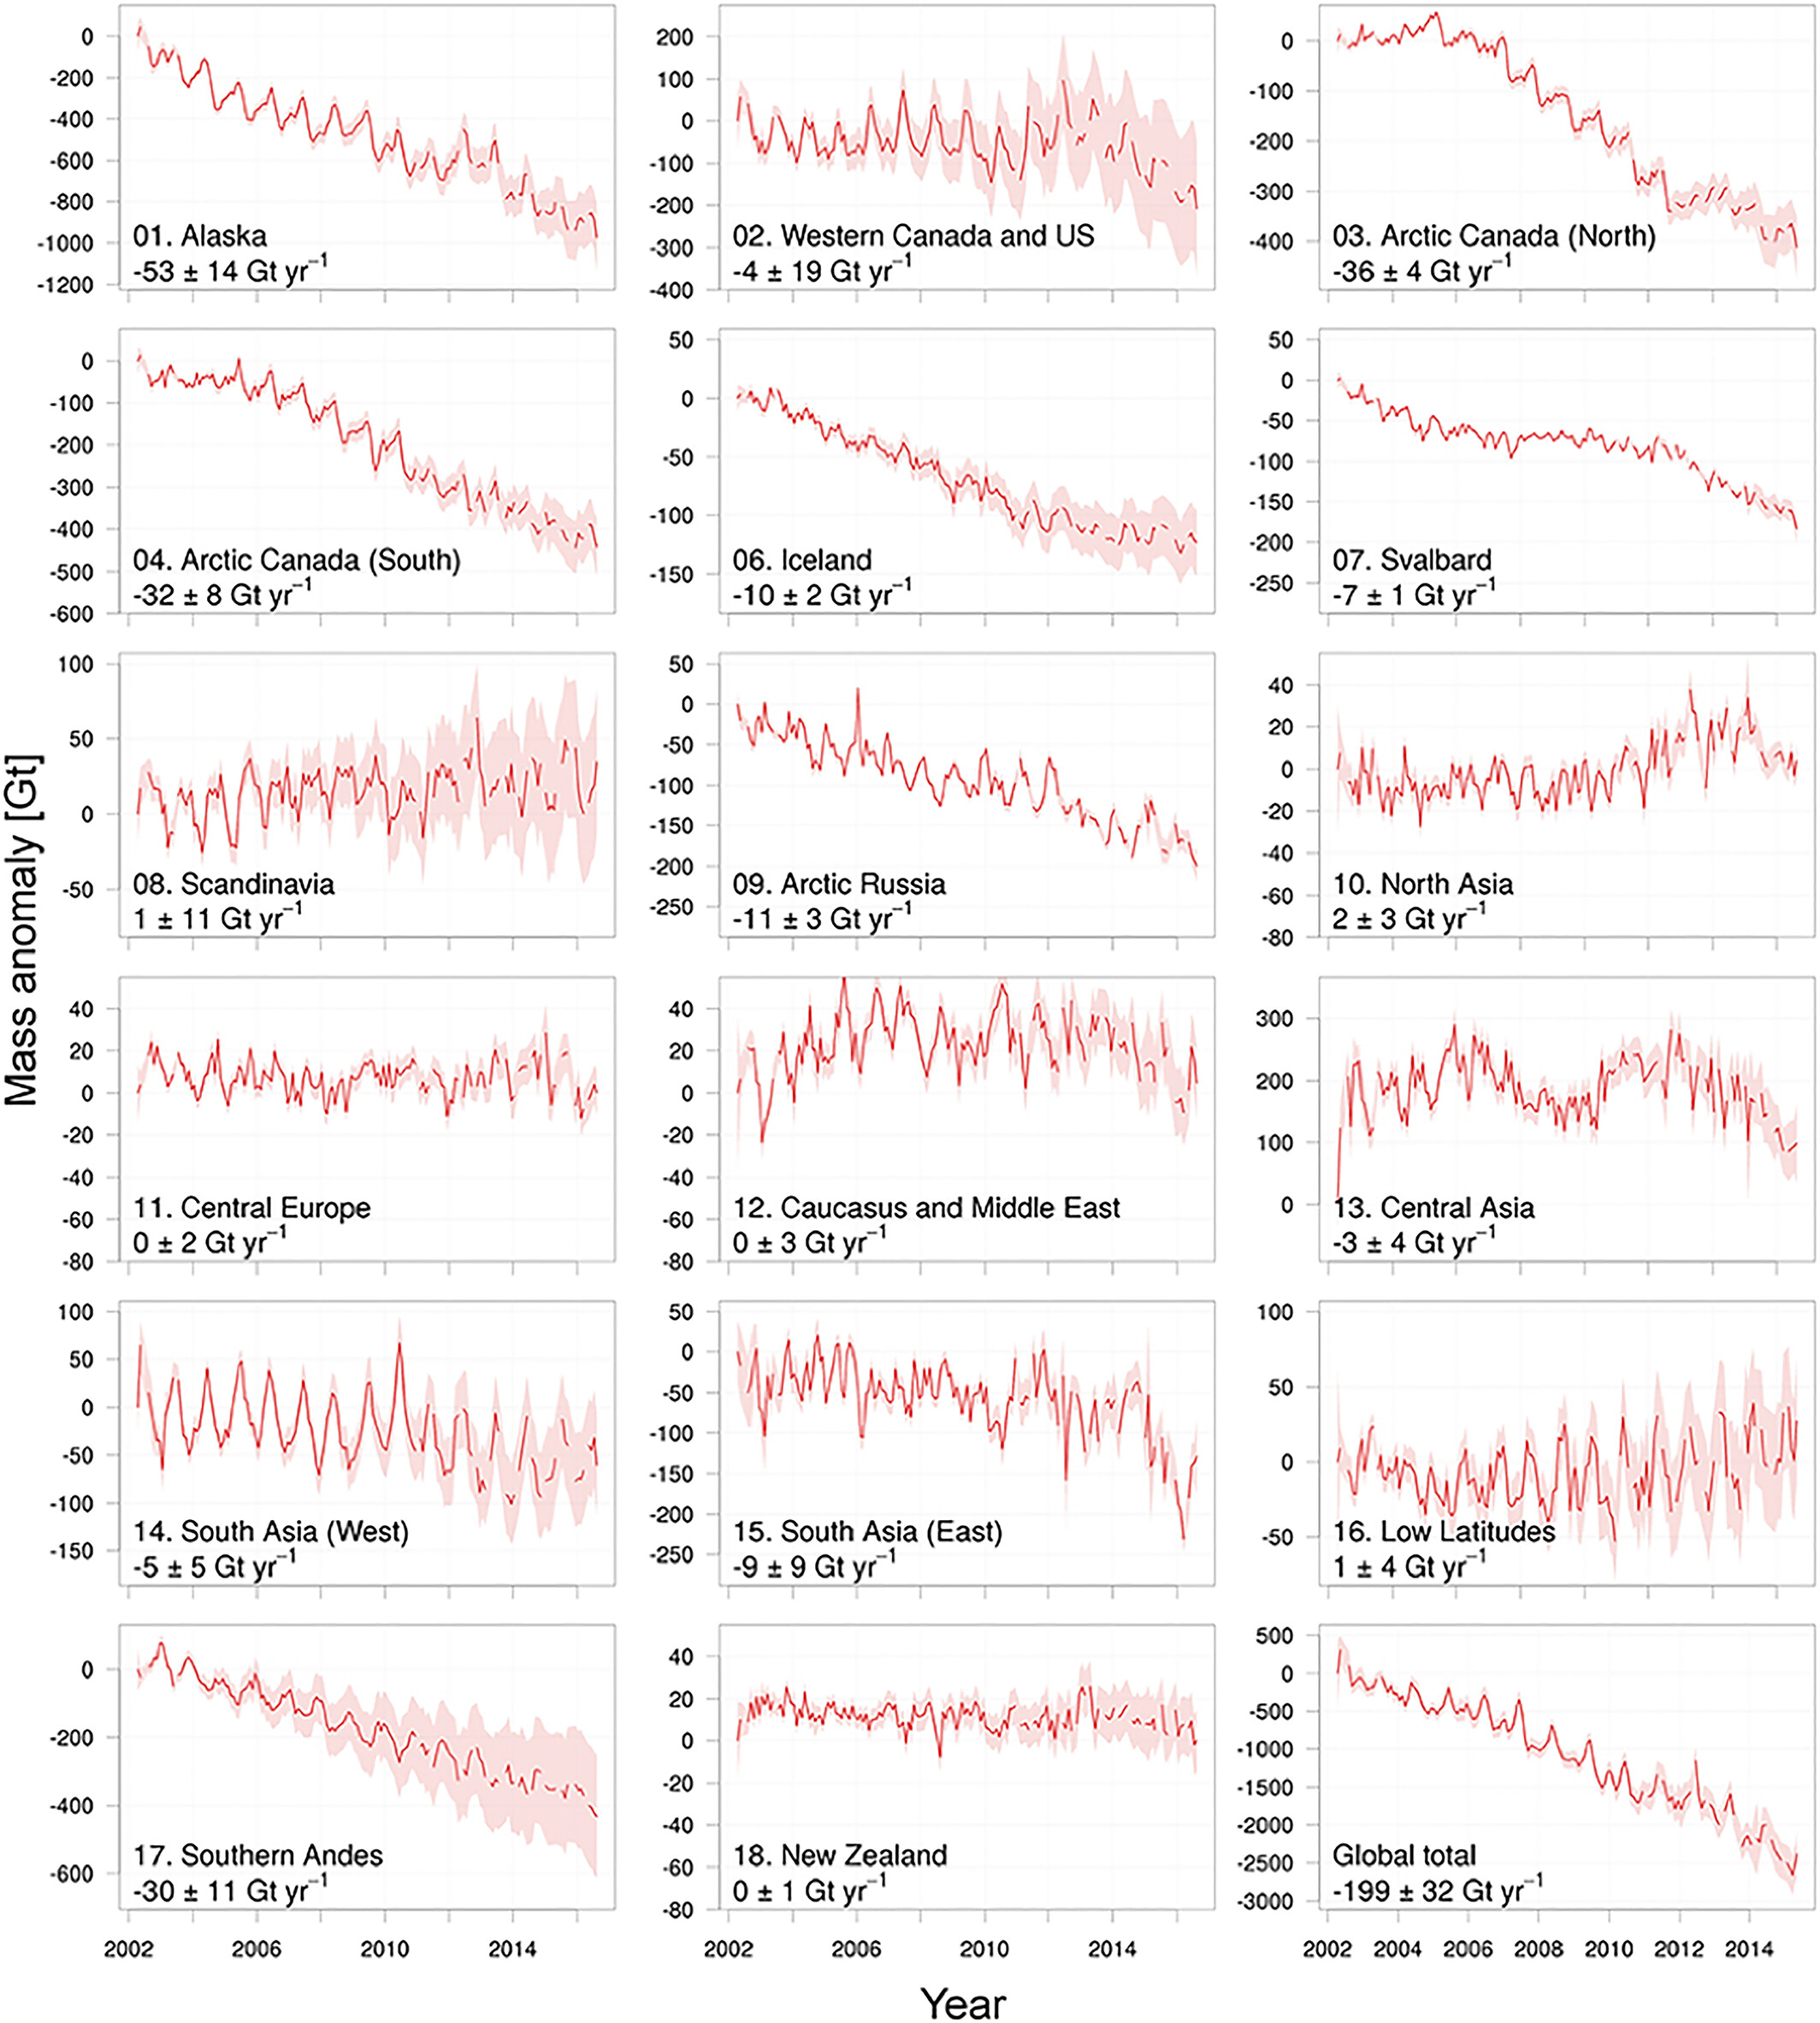 0
-200
-400
-600
-800
-1000
-1200
01. Alaska
-53 ± 14 Gt yr⁻¹
200
100
0
-100
-200
-300
-400
02. Western Canada and US
-4 ± 19 Gt yr⁻¹
0
-100
-200
-300
-400
03. Arctic Canada (North)
-36 ± 4 Gt yr⁻¹
0
-100
-200
-300
-400
-500
-600
04. Arctic Canada (South)
-32 ± 8 Gt yr⁻¹
50
0
-50
-100
-150
06. Iceland
-10 ± 2 Gt yr⁻¹
50
0
-50
-100
-150
-200
-250
07. Svalbard
-7 ± 1 Gt yr⁻¹
Mass anomaly [Gt]
100
50
0
-50
08. Scandinavia
1 ± 11 Gt yr⁻¹
50
0
-50
-100
-150
-200
-250
09. Arctic Russia
-11 ± 3 Gt yr⁻¹
40
20
0
-20
-40
-60
-80
10. North Asia
2 ± 3 Gt yr⁻¹
40
20
0
-20
-40
-60
-80
11. Central Europe
0 ± 2 Gt yr⁻¹
40
20
0
-20
-40
-60
-80
12. Caucasus and Middle East
0 ± 3 Gt yr⁻¹
300
200
100
0
13. Central Asia
-3 ± 4 Gt yr⁻¹
100
50
0
-50
-100
-150
14. South Asia (West)
-5 ± 5 Gt yr⁻¹
50
0
-50
-100
-150
-200
-250
15. South Asia (East)
-9 ± 9 Gt yr⁻¹
100
50
0
-50
16. Low Latitudes
1 ± 4 Gt yr⁻¹
0
-200
-400
-600
17. Southern Andes
-30 ± 11 Gt yr⁻¹
40
20
0
-20
-40
-60
-80
18. New Zealand
0 ± 1 Gt yr⁻¹
500
0
-500
-1000
-1500
-2000
-2500
-3000
Global total
-199 ± 32 Gt yr⁻¹
2002 2006 2010 2014
2002 2006 2010 2014
2002 2004 2006 2008 2010 2012 2014
Year